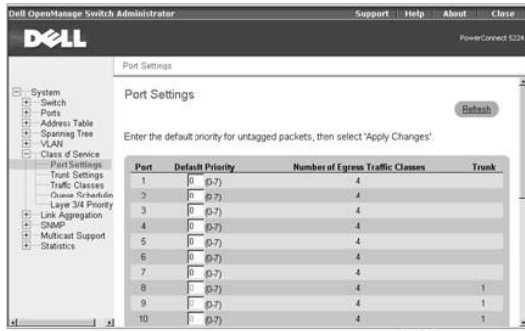 Dell OpenManage Switch Administrator Support Help About Close
DELL
PowerConnect 5224
Port Settings
System
Switch
Ports
Address Table
Spanning Tree
VLAN
Class of Service
Port Settings
Trunk Settings
Traffic Classes
Queue Schedulin
Layer 3/4 Priority
Link Aggregation
SNMP
Multicast Support
Statistics
Port Settings
Refresh
Enter the default priority for untagged packets, then select 'Apply Changes'.
Port Default Priority Number of Egress Traffic Classes Trunk
1 0 (0-7) 4
2 0 (0-7) 4
3 0 (0-7) 4
4 0 (0-7) 4
5 0 (0-7) 4
6 0 (0-7) 4
7 0 (0-7) 4
8 0 (0-7) 4 1
9 0 (0-7) 4 1
10 0 (0-7) 4 1